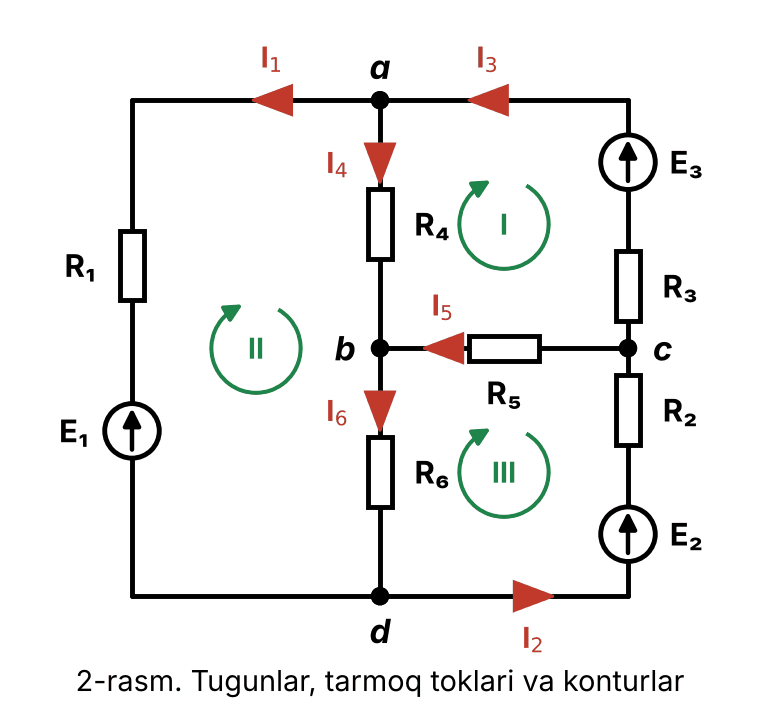 I₁
a
I₃
E₃
I₄
R₄
I
R₁
R₃
I₅
II
b
c
R₅
I₆
R₂
E₁
R₆
III
E₂
d
I₂
2-rasm. Tugunlar, tarmoq toklari va konturlar